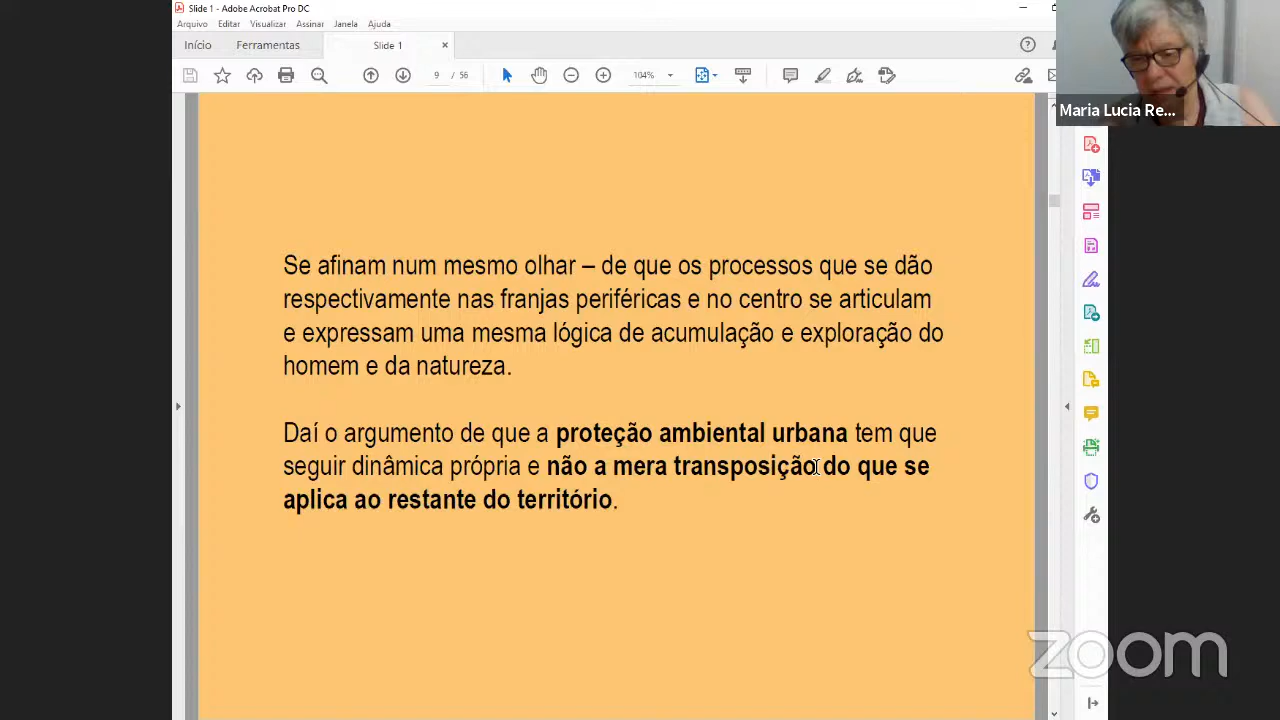 Slide 1 - Adobe Acrobat Pro DC
Arquivo Editar Visualizar Assinar Janela Ajuda
Início Ferramentas Slide 1
9 / 56 104%
Maria Lucia Re...
Se afinam num mesmo olhar – de que os processos que se dão
respectivamente nas franjas periféricas e no centro se articulam
e expressam uma mesma lógica de acumulação e exploração do
homem e da natureza.
Daí o argumento de que a proteção ambiental urbana tem que
seguir dinâmica própria e não a mera transposição do que se
aplica ao restante do território.
zoom